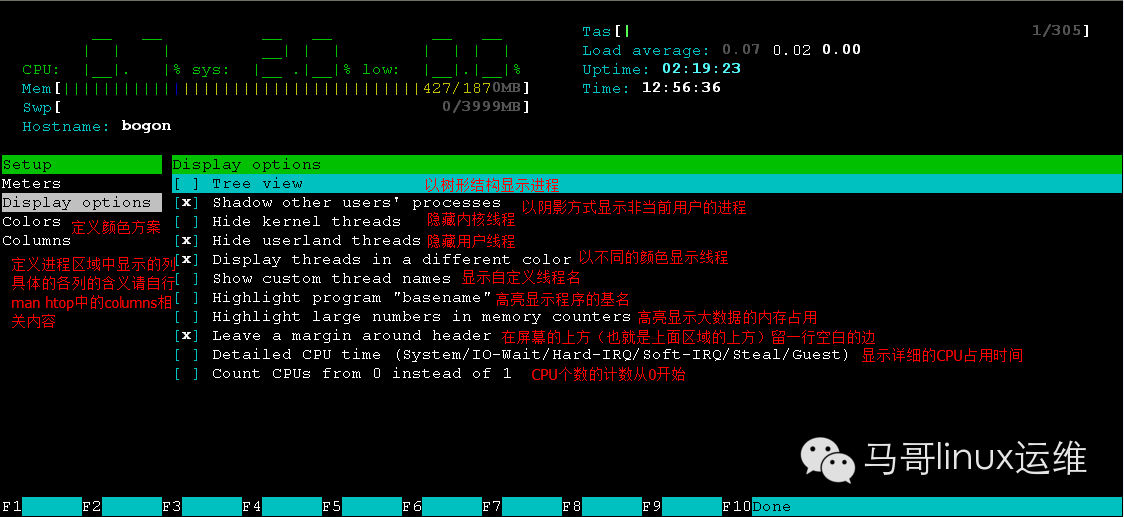 CPU: 0.7% sys: 2.0% low: 0.0%
Mem[||||||||||||||||||||||||||||||||||||427/1870MB]
Swp[ 0/3999MB]
Hostname: bogon
Tas[| 1/305]
Load average: 0.07 0.02 0.00
Uptime: 02:19:23
Time: 12:56:36
Setup
Meters
Display options
Colors 定义颜色方案
Columns
定义进程区域中显示的列
具体的各列的含义请自行
man htop中的columns相
关内容
Display options
[ ] Tree view 以树形结构显示进程
[x] Shadow other users' processes 以阴影方式显示非当前用户的进程
[ ] Hide kernel threads 隐藏内核线程
[x] Hide userland threads 隐藏用户线程
[x] Display threads in a different color 以不同的颜色显示线程
[ ] Show custom thread names 显示自定义线程名
[ ] Highlight program "basename" 高亮显示程序的基名
[ ] Highlight large numbers in memory counters 高亮显示大数据的内存占用
[x] Leave a margin around header 在屏幕的上方（也就是上面区域的上方）留一行空白的边
[ ] Detailed CPU time (System/IO-Wait/Hard-IRQ/Soft-IRQ/Steal/Guest) 显示详细的CPU占用时间
[ ] Count CPUs from 0 instead of 1 CPU个数的计数从0开始
马哥linux运维
F1 F2 F3 F4 F5 F6 F7 F8 F9 F10Done